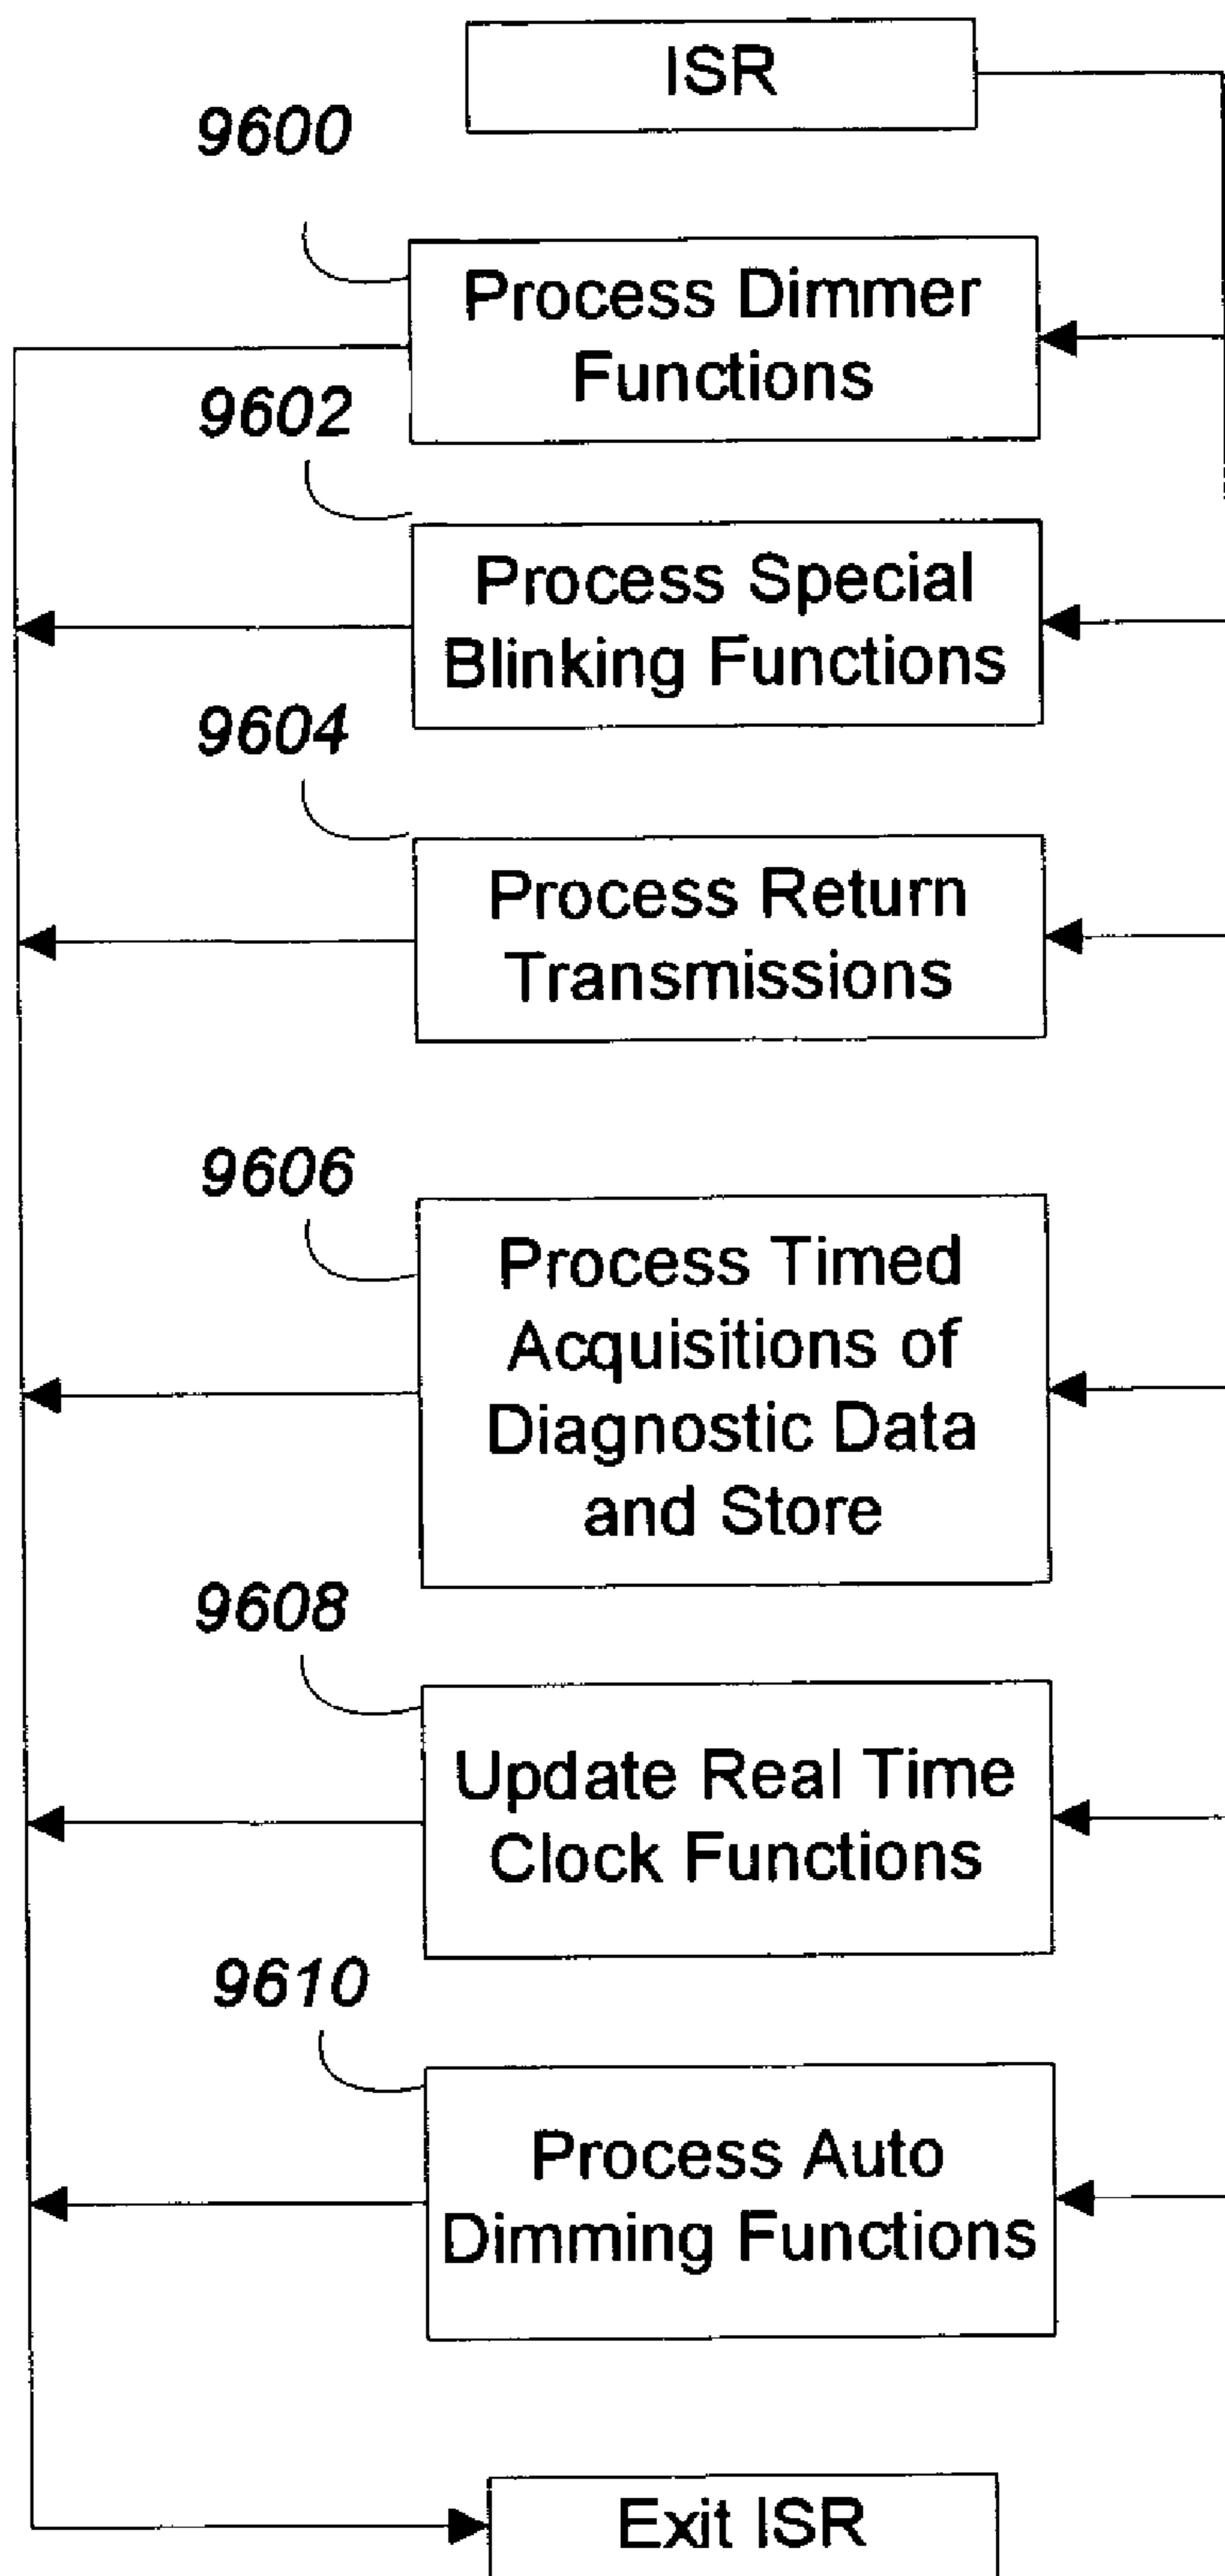 ISR
9600
Process Dimmer
Functions
9602
Process Special
Blinking Functions
9604
Process Return
Transmissions
9606
Process Timed
Acquisitions of
Diagnostic Data
and Store
9608
Update Real Time
Clock Functions
9610
Process Auto
Dimming Functions
Exit ISR